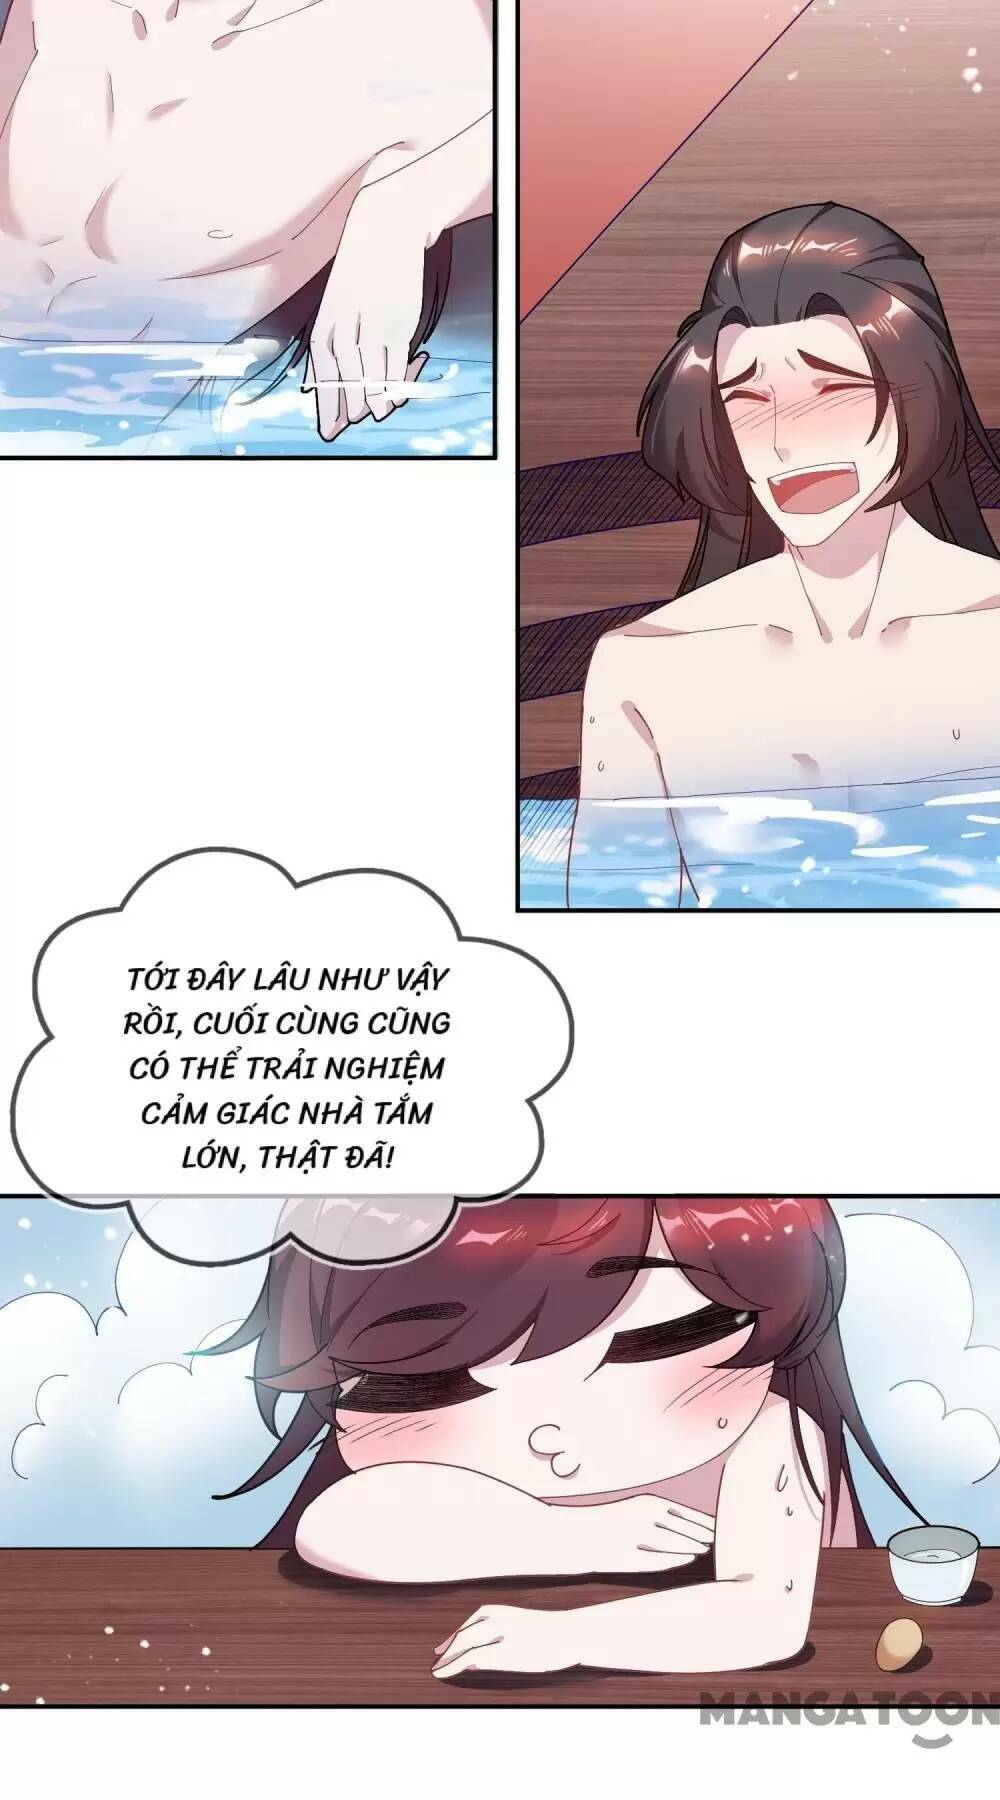 TỚI ĐÂY LÂU NHƯ VẬY
RỒI, CUỐI CÙNG CŨNG
CÓ THỂ TRẢI NGHIỆM
CẢM GIÁC NHÀ TẮM
LỚN, THẬT ĐÃ!
MANGATOON